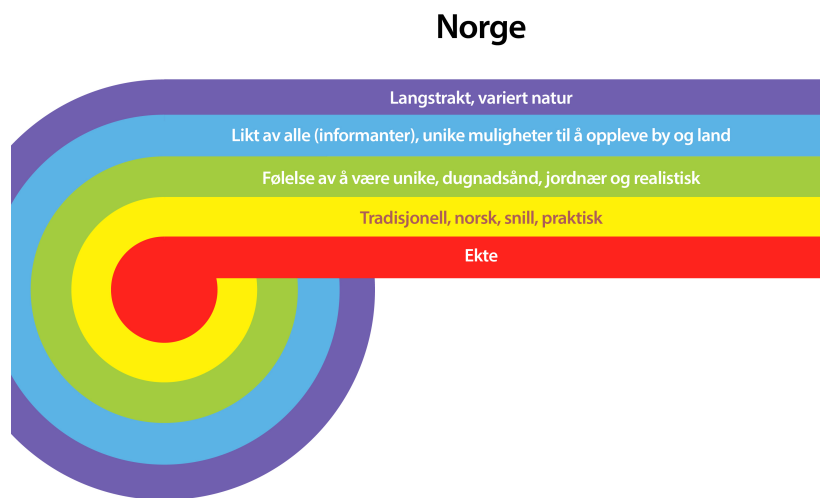 Norge
Langstrakt, variert natur
Likt av alle (informanter), unike muligheter til å oppleve by og land
Følelse av å være unike, dugnadsånd, jordnær og realistisk
Tradisjonell, norsk, snill, praktisk
Ekte